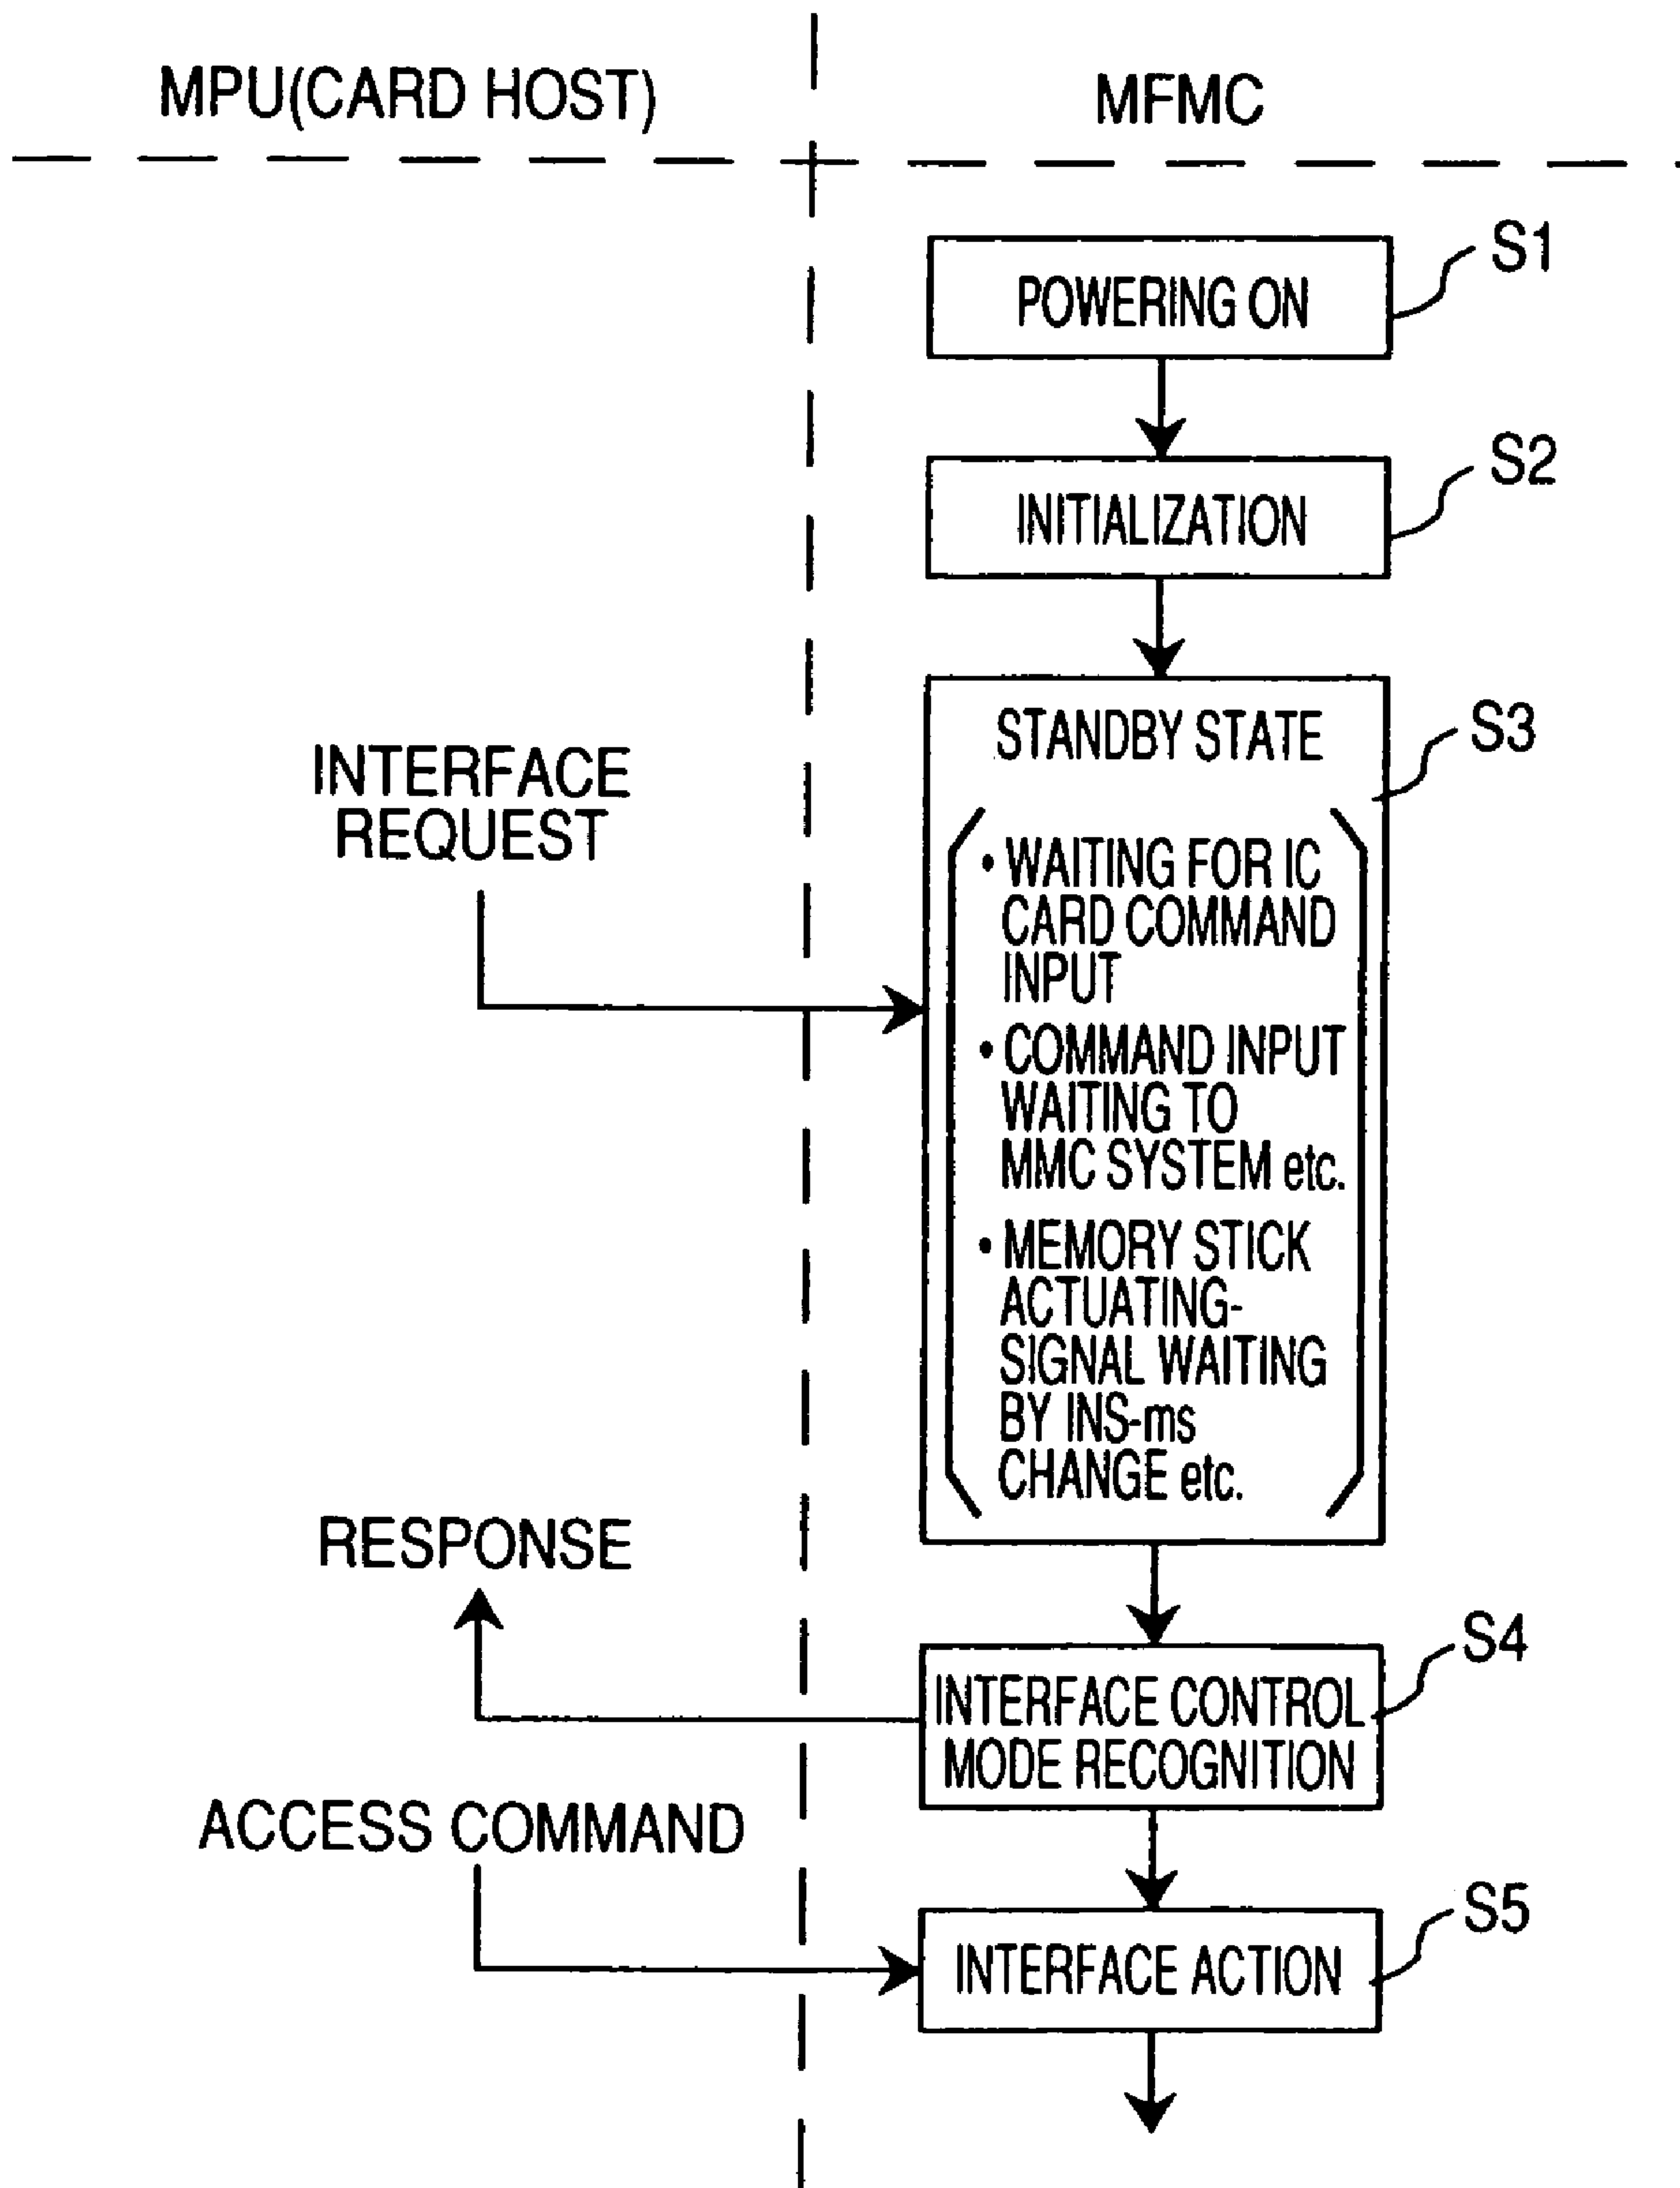 MPU(CARD HOST)
MFMC
S1
POWERING ON
S2
INITIALIZATION
S3
STANDBY STATE
INTERFACE
REQUEST
• WAITING FOR IC
CARD COMMAND
INPUT
• COMMAND INPUT
WAITING TO
MMC SYSTEM etc.
• MEMORY STICK
ACTUATING-
SIGNAL WAITING
BY INS-ms
CHANGE etc.
RESPONSE
S4
INTERFACE CONTROL
MODE RECOGNITION
ACCESS COMMAND
S5
INTERFACE ACTION